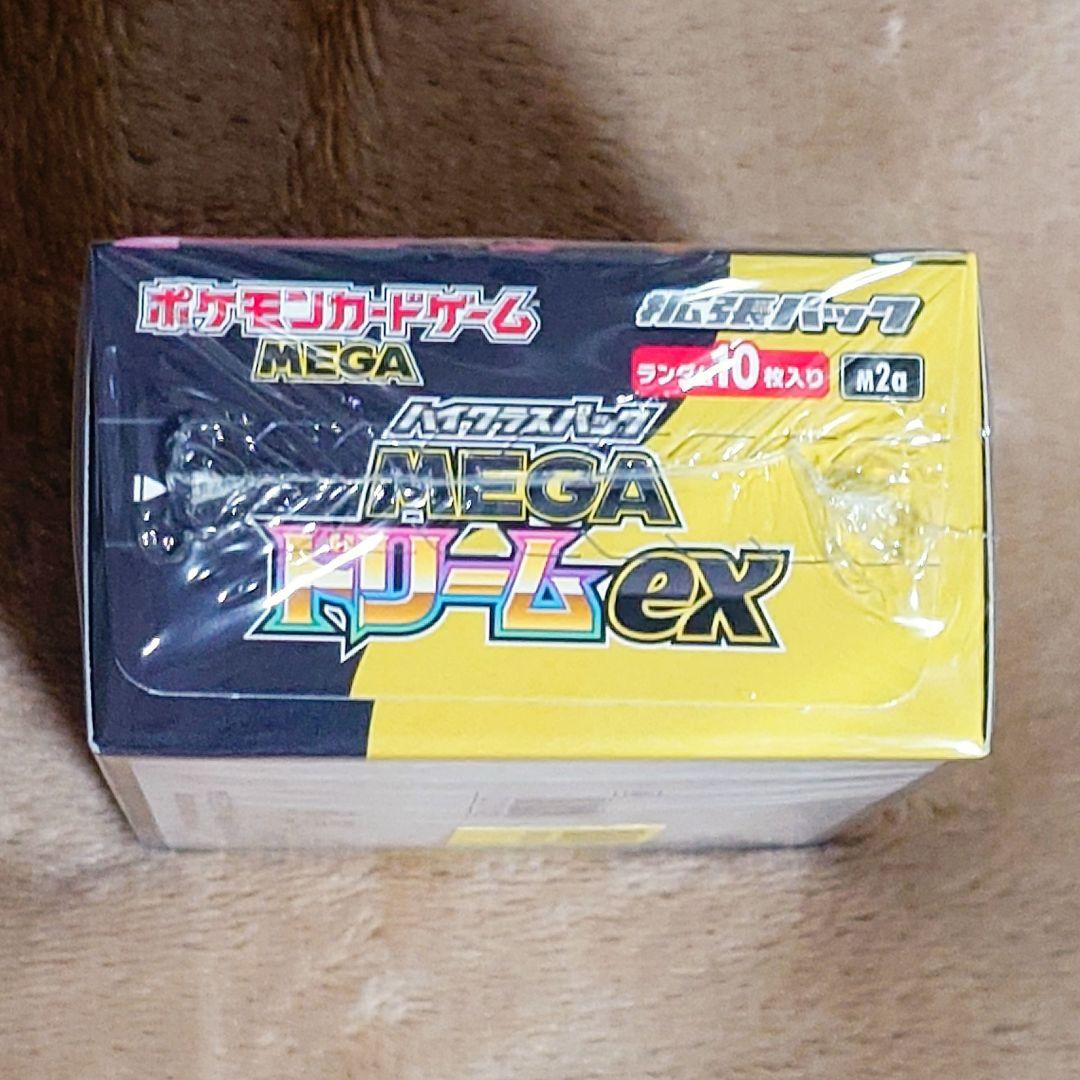 ポケモンカードゲーム
MEGA
拡張パック
ランダム10枚入り
M2a
ハイクラスパック
MEGA
ドリームex